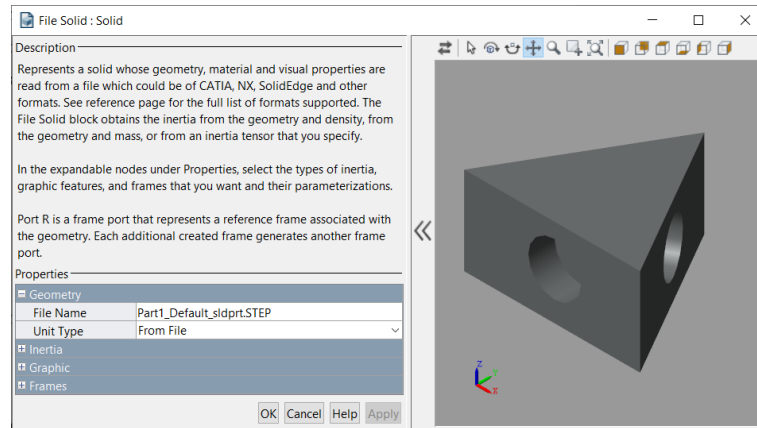 File Solid : Solid
Description
Represents a solid whose geometry, material and visual properties are
read from a file which could be of CATIA, NX, SolidEdge and other
formats. See reference page for the full list of formats supported. The
File Solid block obtains the inertia from the geometry and density, from
the geometry and mass, or from an inertia tensor that you specify.
In the expandable nodes under Properties, select the types of inertia,
graphic features, and frames that you want and their parameterizations.
Port R is a frame port that represents a reference frame associated with
the geometry. Each additional created frame generates another frame
port.
Properties
Geometry
File Name Part1_Default_sldprt.STEP
Unit Type From File
Inertia
Graphic
Frames
OK Cancel Help Apply
Z
Y
X